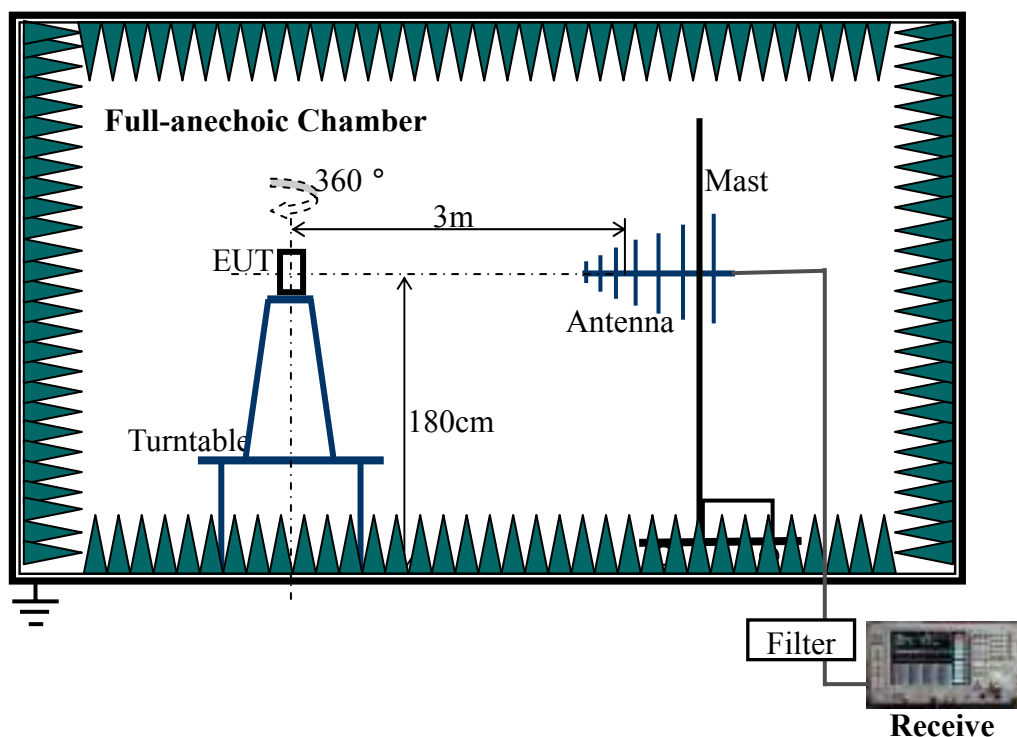 Full-anechoic Chamber
360 °
Mast
3m
EUT
Antenna
180cm
Turntable
Filter
Receive